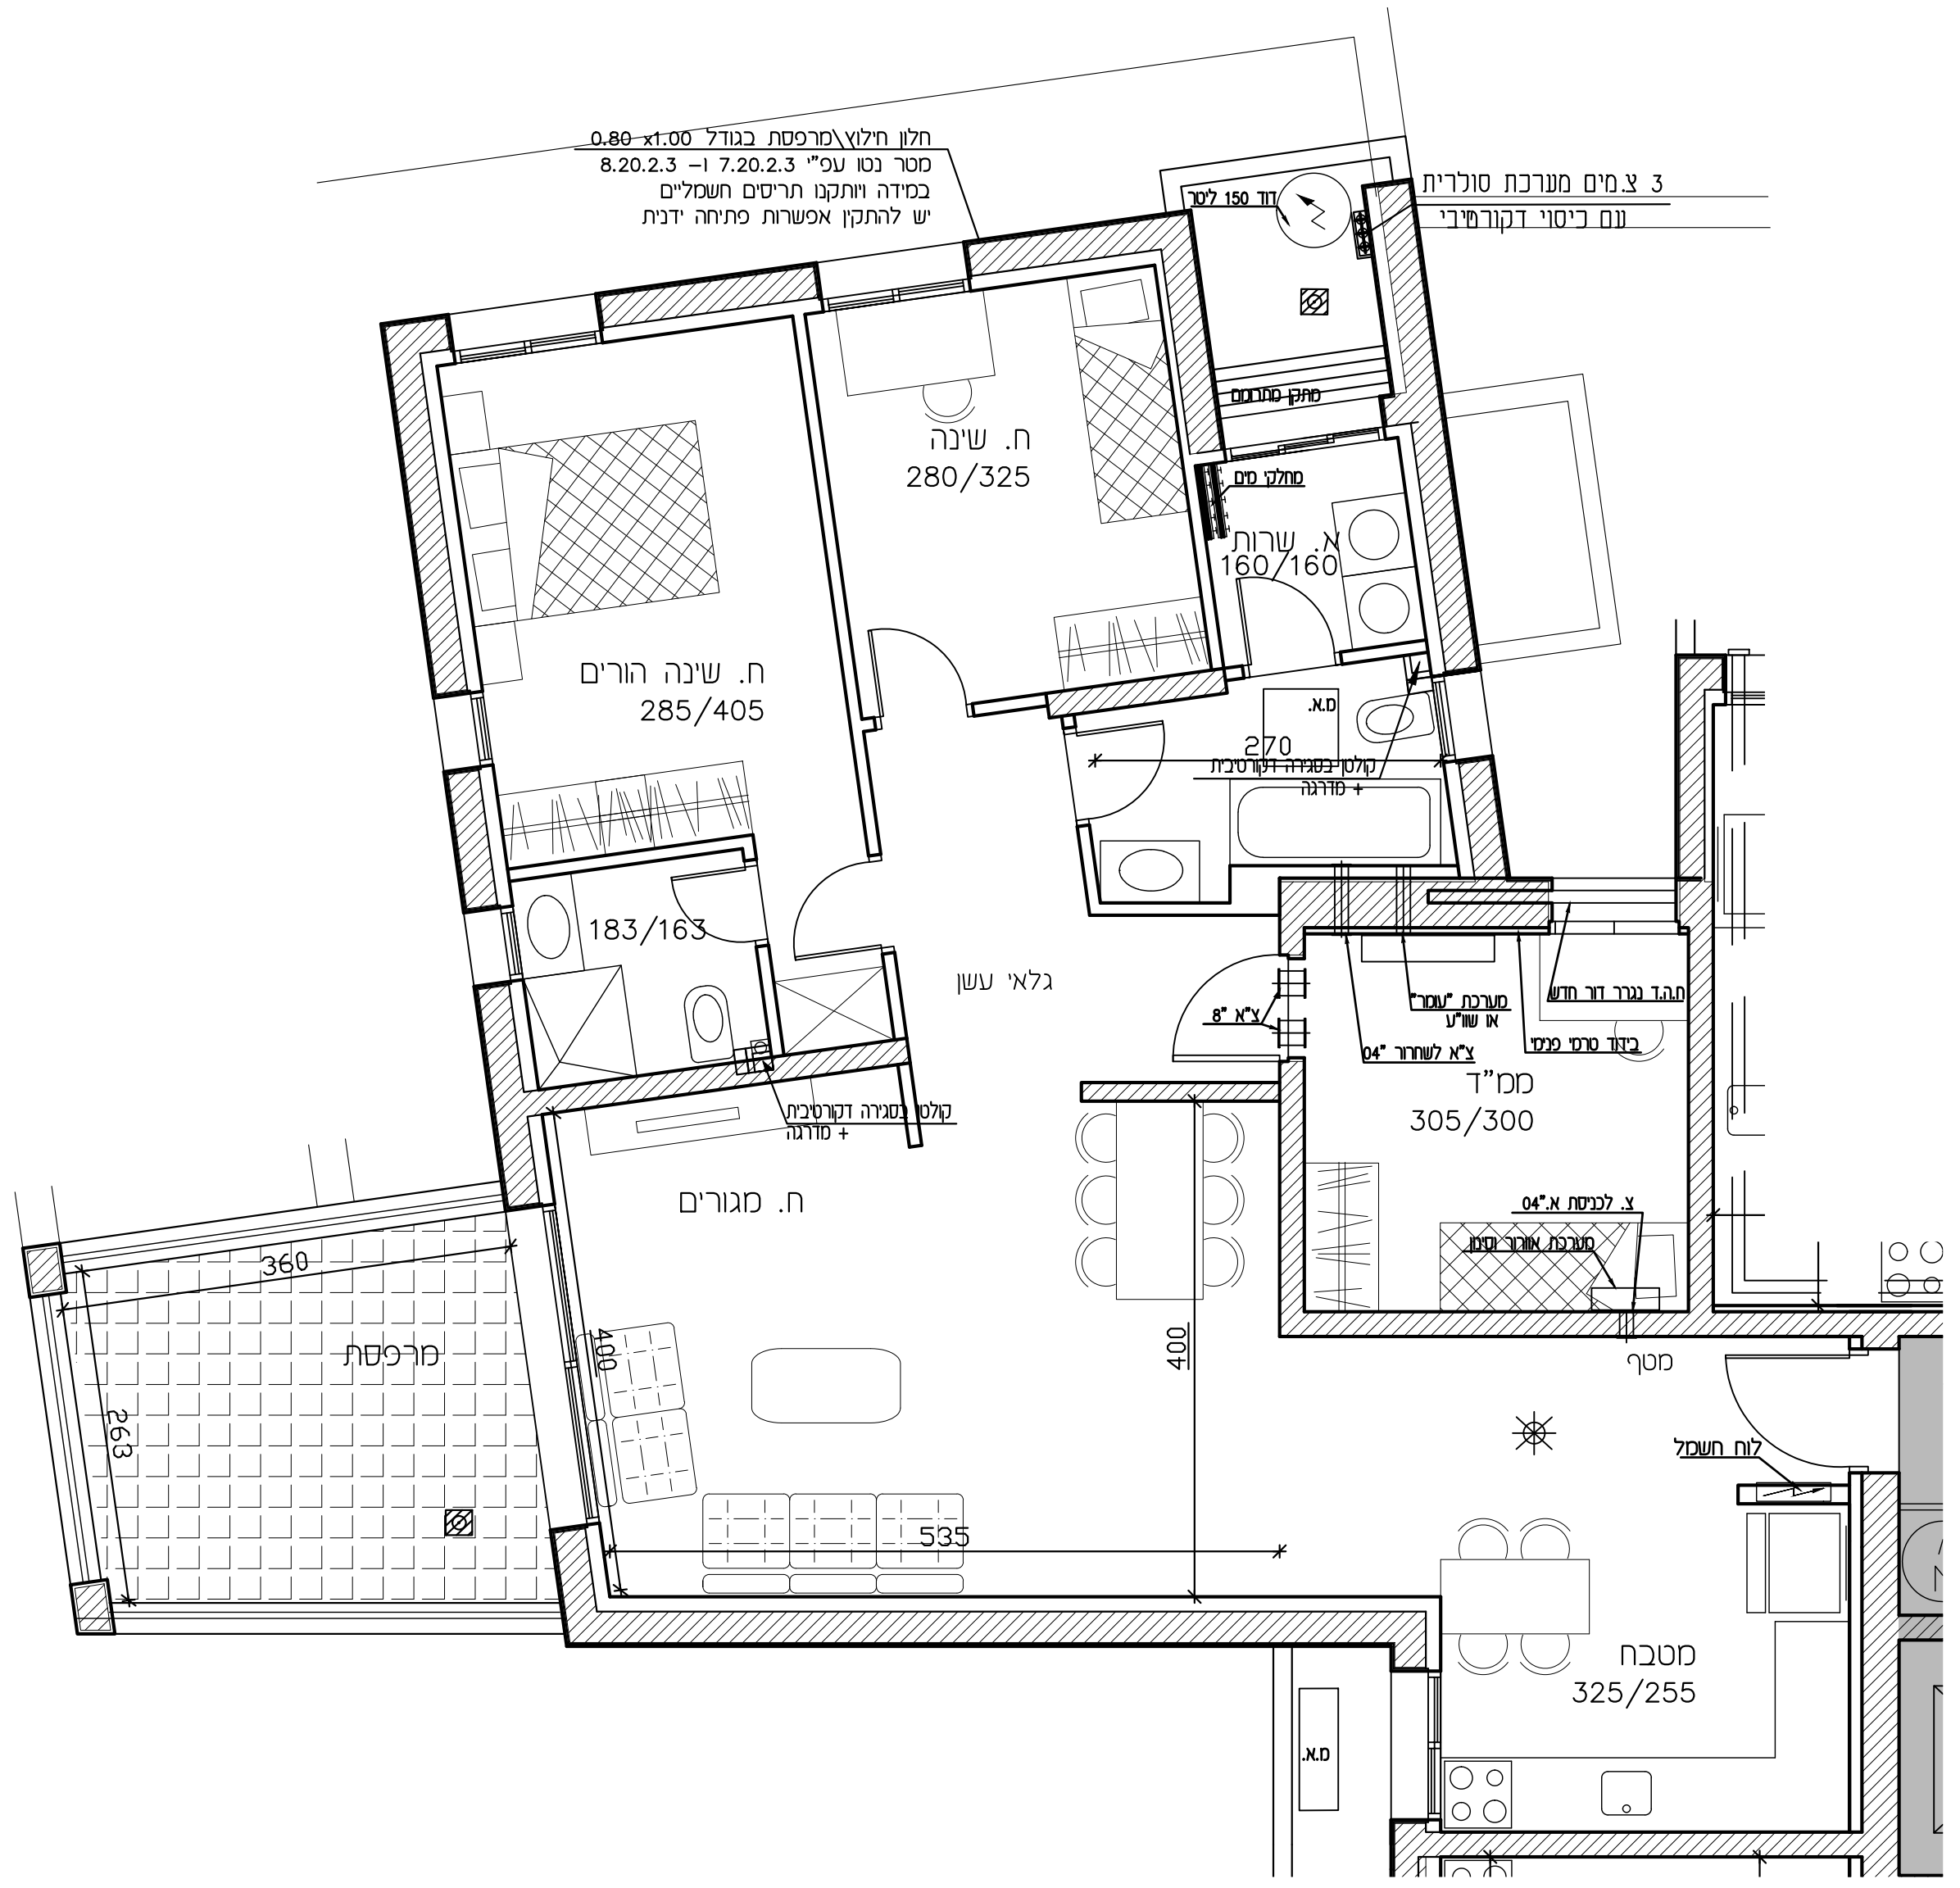 חלון חילוץ\מרפסת בגודל 0.80 x1.00
מטר נטו עפ"י 7.20.2.3 ו- 8.20.2.3
במידה ויותקנו תריסים חשמליים
יש להתקין אפשרות פתיחה ידנית
3 צ.מים מערכת סולרית
עם כיסוי דקורטיבי
דוד 150 ליטר
מתקן מתרומם
ח. שינה
280/325
מחלקי מים
א. שרות
160/160
ח. שינה הורים
285/405
מ.א.
270
קולטן בסגירה דקורטיבית
+ מדרגה
183/163
גלאי עשן
צ"א 8"
מערכת "עומר"
או שוו"ע
ח.ה.ד נגרר דור חדש
צ"א לשחרור 04"
בידוד טרמי פנימי
ממ"ד
305/300
קולטן בסגירה דקורטיבית
+ מדרגה
ח. מגורים
צ. לכניסת א.04"
מערכת אוורור וסינון
360
מרפסת
400
400
מטף
263
לוח חשמל
535
מטבח
325/255
מ.א.